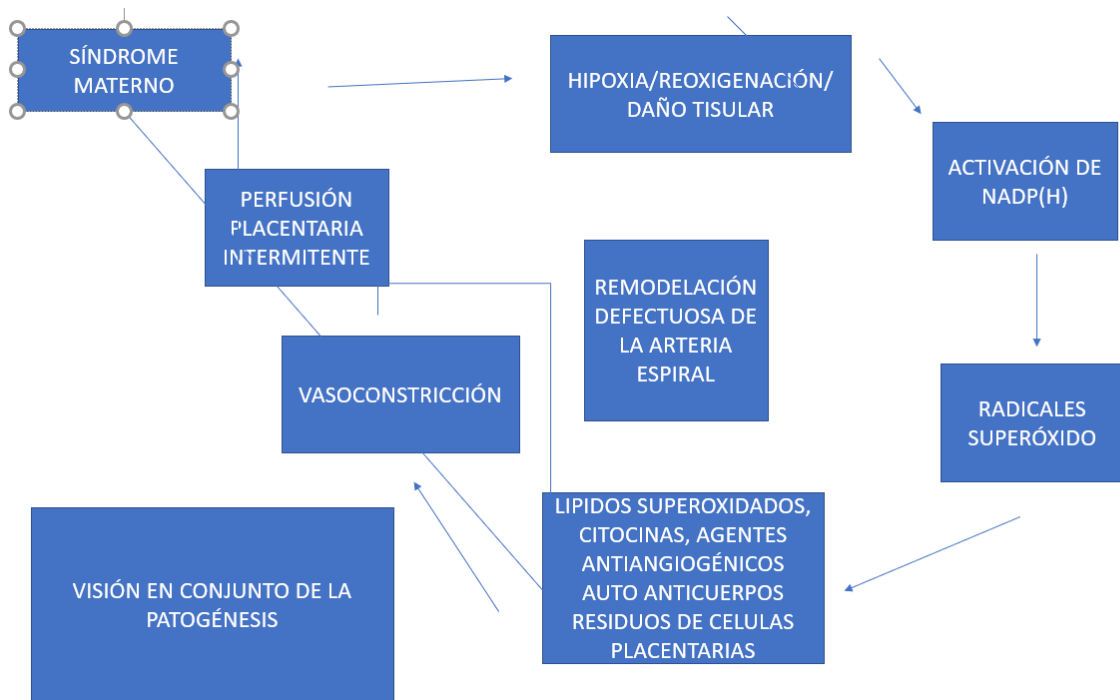 SÍNDROME
MATERNO
HIPOXIA/REOXIGENACIÓN/
DAÑO TISULAR
ACTIVACIÓN DE
NADP(H)
PERFUSIÓN
PLACENTARIA
INTERMITENTE
REMODELACIÓN
DEFECTUOSA DE
LA ARTERIA
ESPIRAL
VASOCONSTRICCIÓN
RADICALES
SUPERÓXIDO
LIPIDOS SUPEROXIDADOS,
CITOCINAS, AGENTES
ANTIANGIOGÉNICOS
AUTO ANTICUERPOS
RESIDUOS DE CELULAS
PLACENTARIAS
VISIÓN EN CONJUNTO DE LA
PATOGÉNESIS